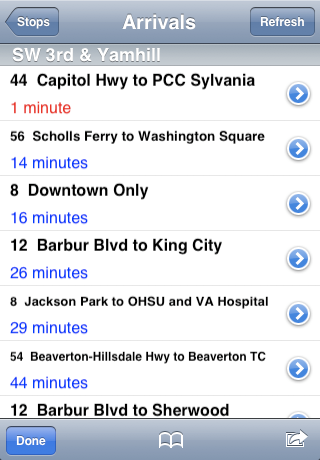 Stops
Arrivals
Refresh
SW 3rd & Yamhill
44 Capitol Hwy to PCC Sylvania
1 minute
56 Scholls Ferry to Washington Square
14 minutes
8 Downtown Only
16 minutes
12 Barbur Blvd to King City
26 minutes
8 Jackson Park to OHSU and VA Hospital
29 minutes
54 Beaverton-Hillsdale Hwy to Beaverton TC
44 minutes
12 Barbur Blvd to Sherwood
Done